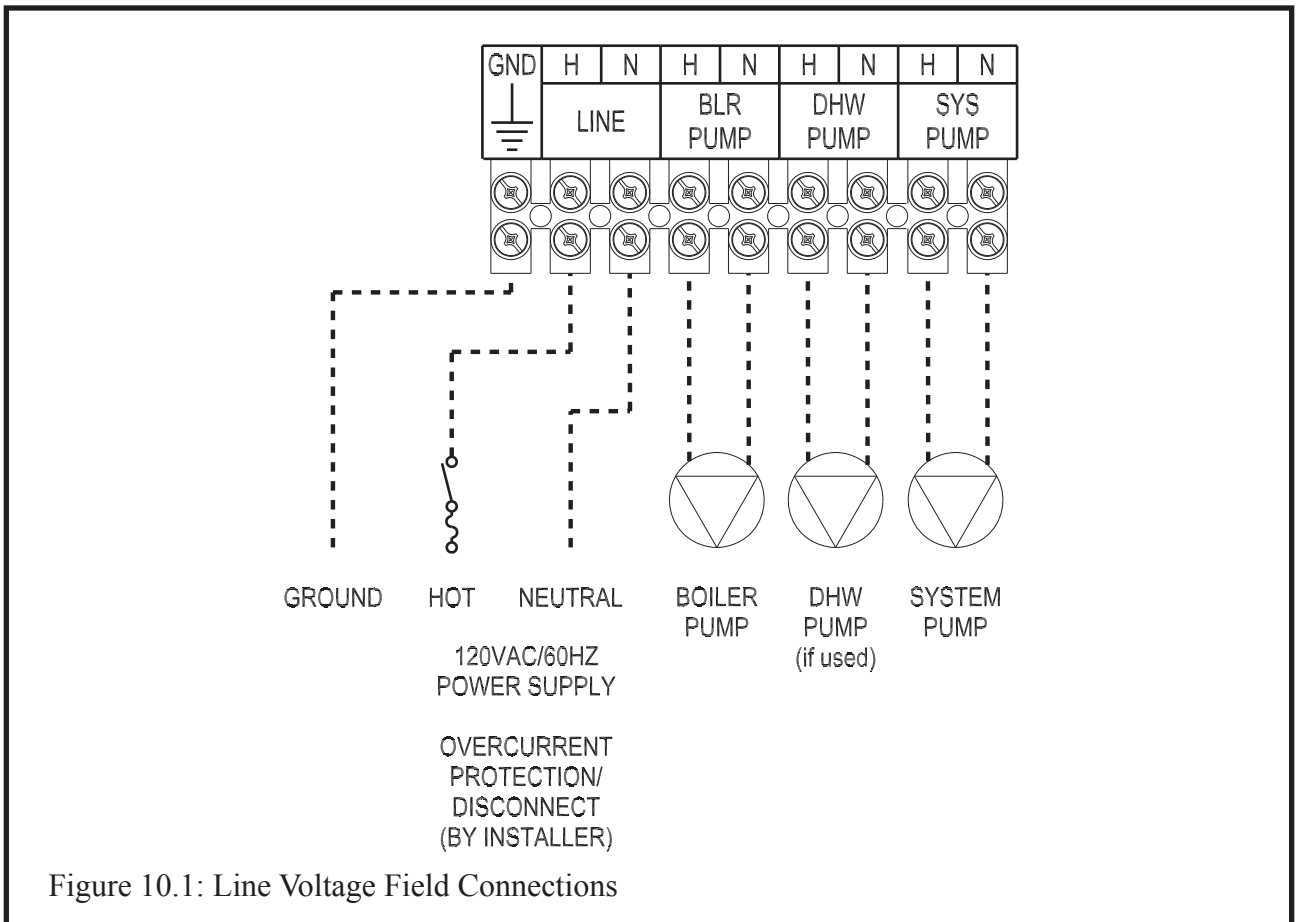 GND H N H N H N H N
LINE BLR PUMP DHW PUMP SYS PUMP
GROUND HOT NEUTRAL
120VAC/60HZ
POWER SUPPLY
OVERCURRENT
PROTECTION/
DISCONNECT
(BY INSTALLER)
BOILER
PUMP
DHW
PUMP
(if used)
SYSTEM
PUMP
Figure 10.1: Line Voltage Field Connections